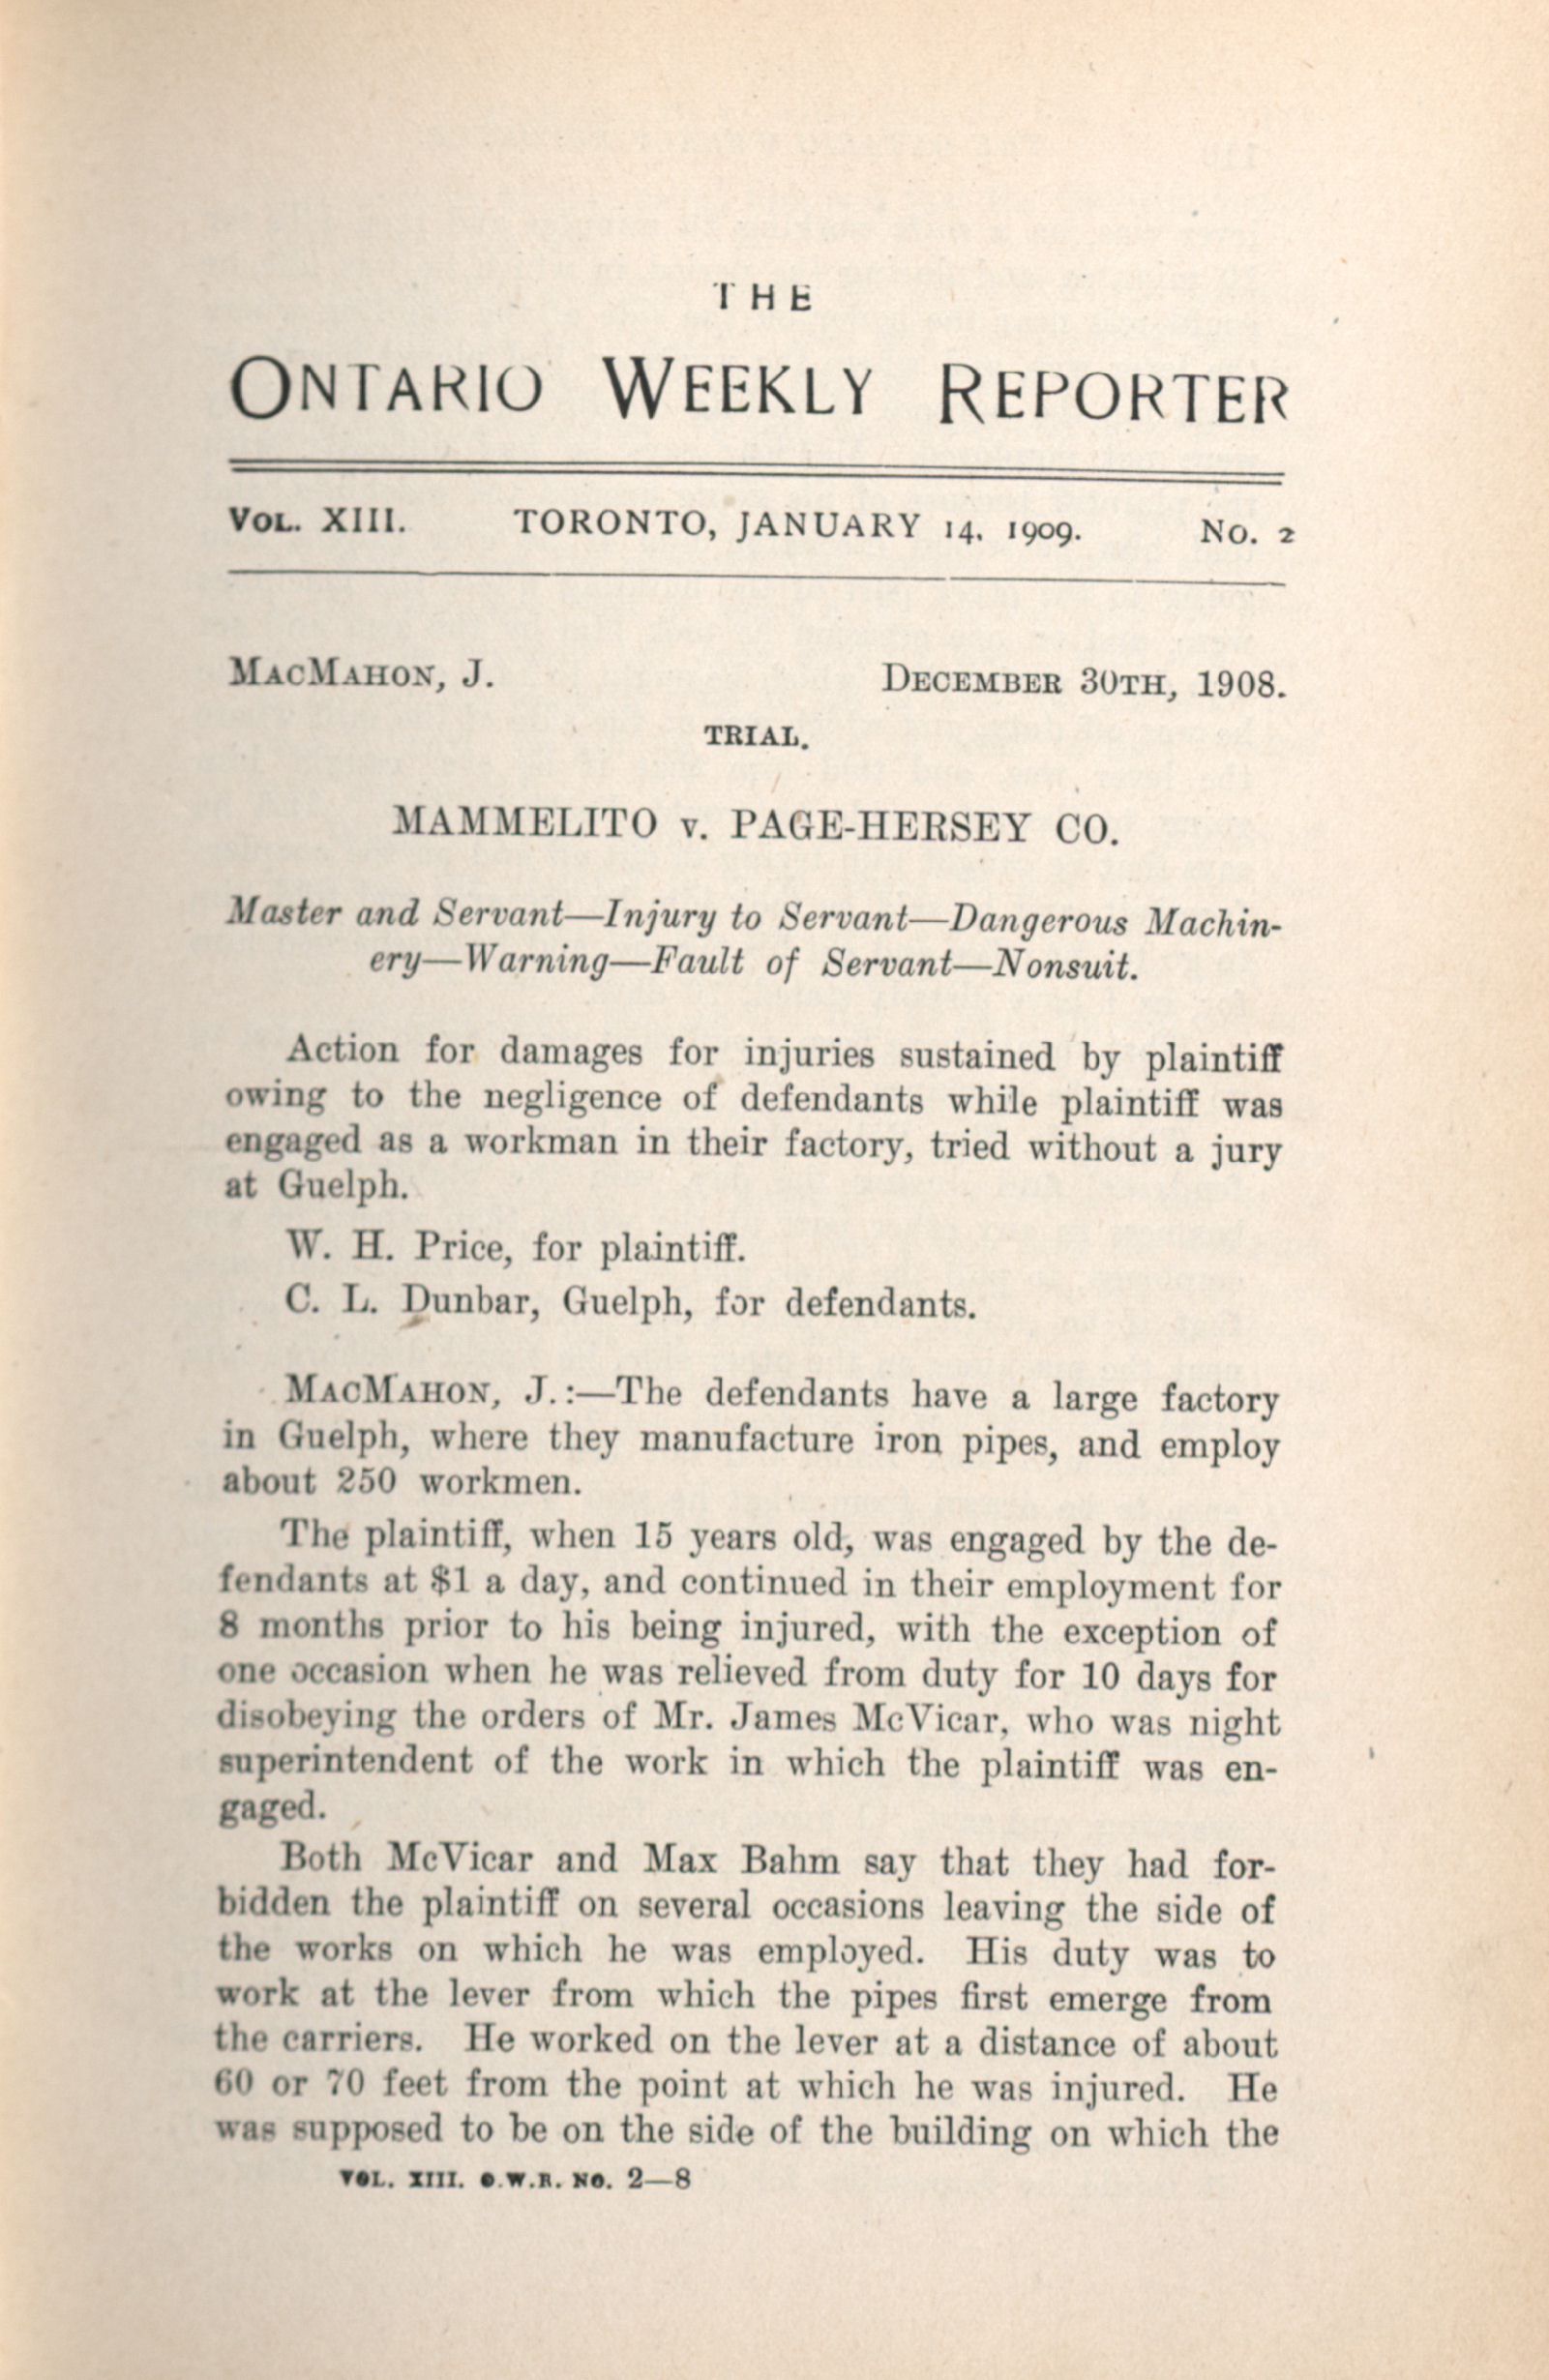 THE
ONTARIO WEEKLY REPORTER
VOL. XIII. TORONTO, JANUARY 14, 1909. No. 2
MACMAHON, J. DECEMBER 30TH, 1908.
TRIAL.
MAMMELITO v. PAGE-HERSEY CO.
Master and Servant—Injury to Servant—Dangerous Machin-
ery—Warning—Fault of Servant—Nonsuit.
Action for damages for injuries sustained by plaintiff
owing to the negligence of defendants while plaintiff was
engaged as a workman in their factory, tried without a jury
at Guelph.
W. H. Price, for plaintiff.
C. L. Dunbar, Guelph, for defendants.
MACMAHON, J.:—The defendants have a large factory
in Guelph, where they manufacture iron pipes, and employ
about 250 workmen.
The plaintiff, when 15 years old, was engaged by the de-
fendants at $1 a day, and continued in their employment for
8 months prior to his being injured, with the exception of
one occasion when he was relieved from duty for 10 days for
disobeying the orders of Mr. James McVicar, who was night
superintendent of the work in which the plaintiff was en-
gaged.
Both McVicar and Max Bahm say that they had for-
bidden the plaintiff on several occasions leaving the side of
the works on which he was employed. His duty was to
work at the lever from which the pipes first emerge from
the carriers. He worked on the lever at a distance of about
60 or 70 feet from the point at which he was injured. He
was supposed to be on the side of the building on which the
VOL. XIII. O.W.R. NO. 2—8